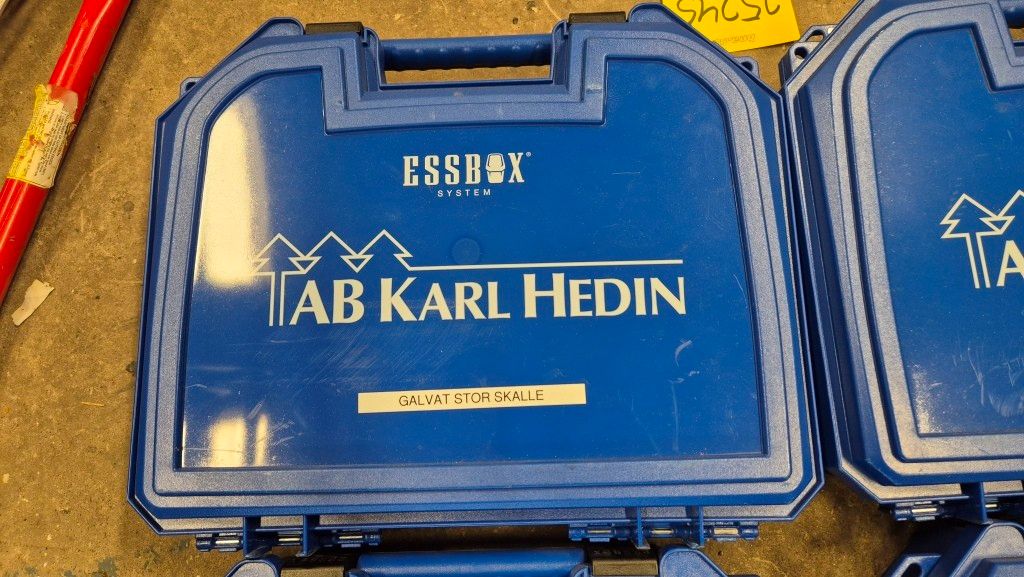 ESSBOX®
SYSTEM
AB KARL HEDIN
GALVAT STOR SKALLE
A